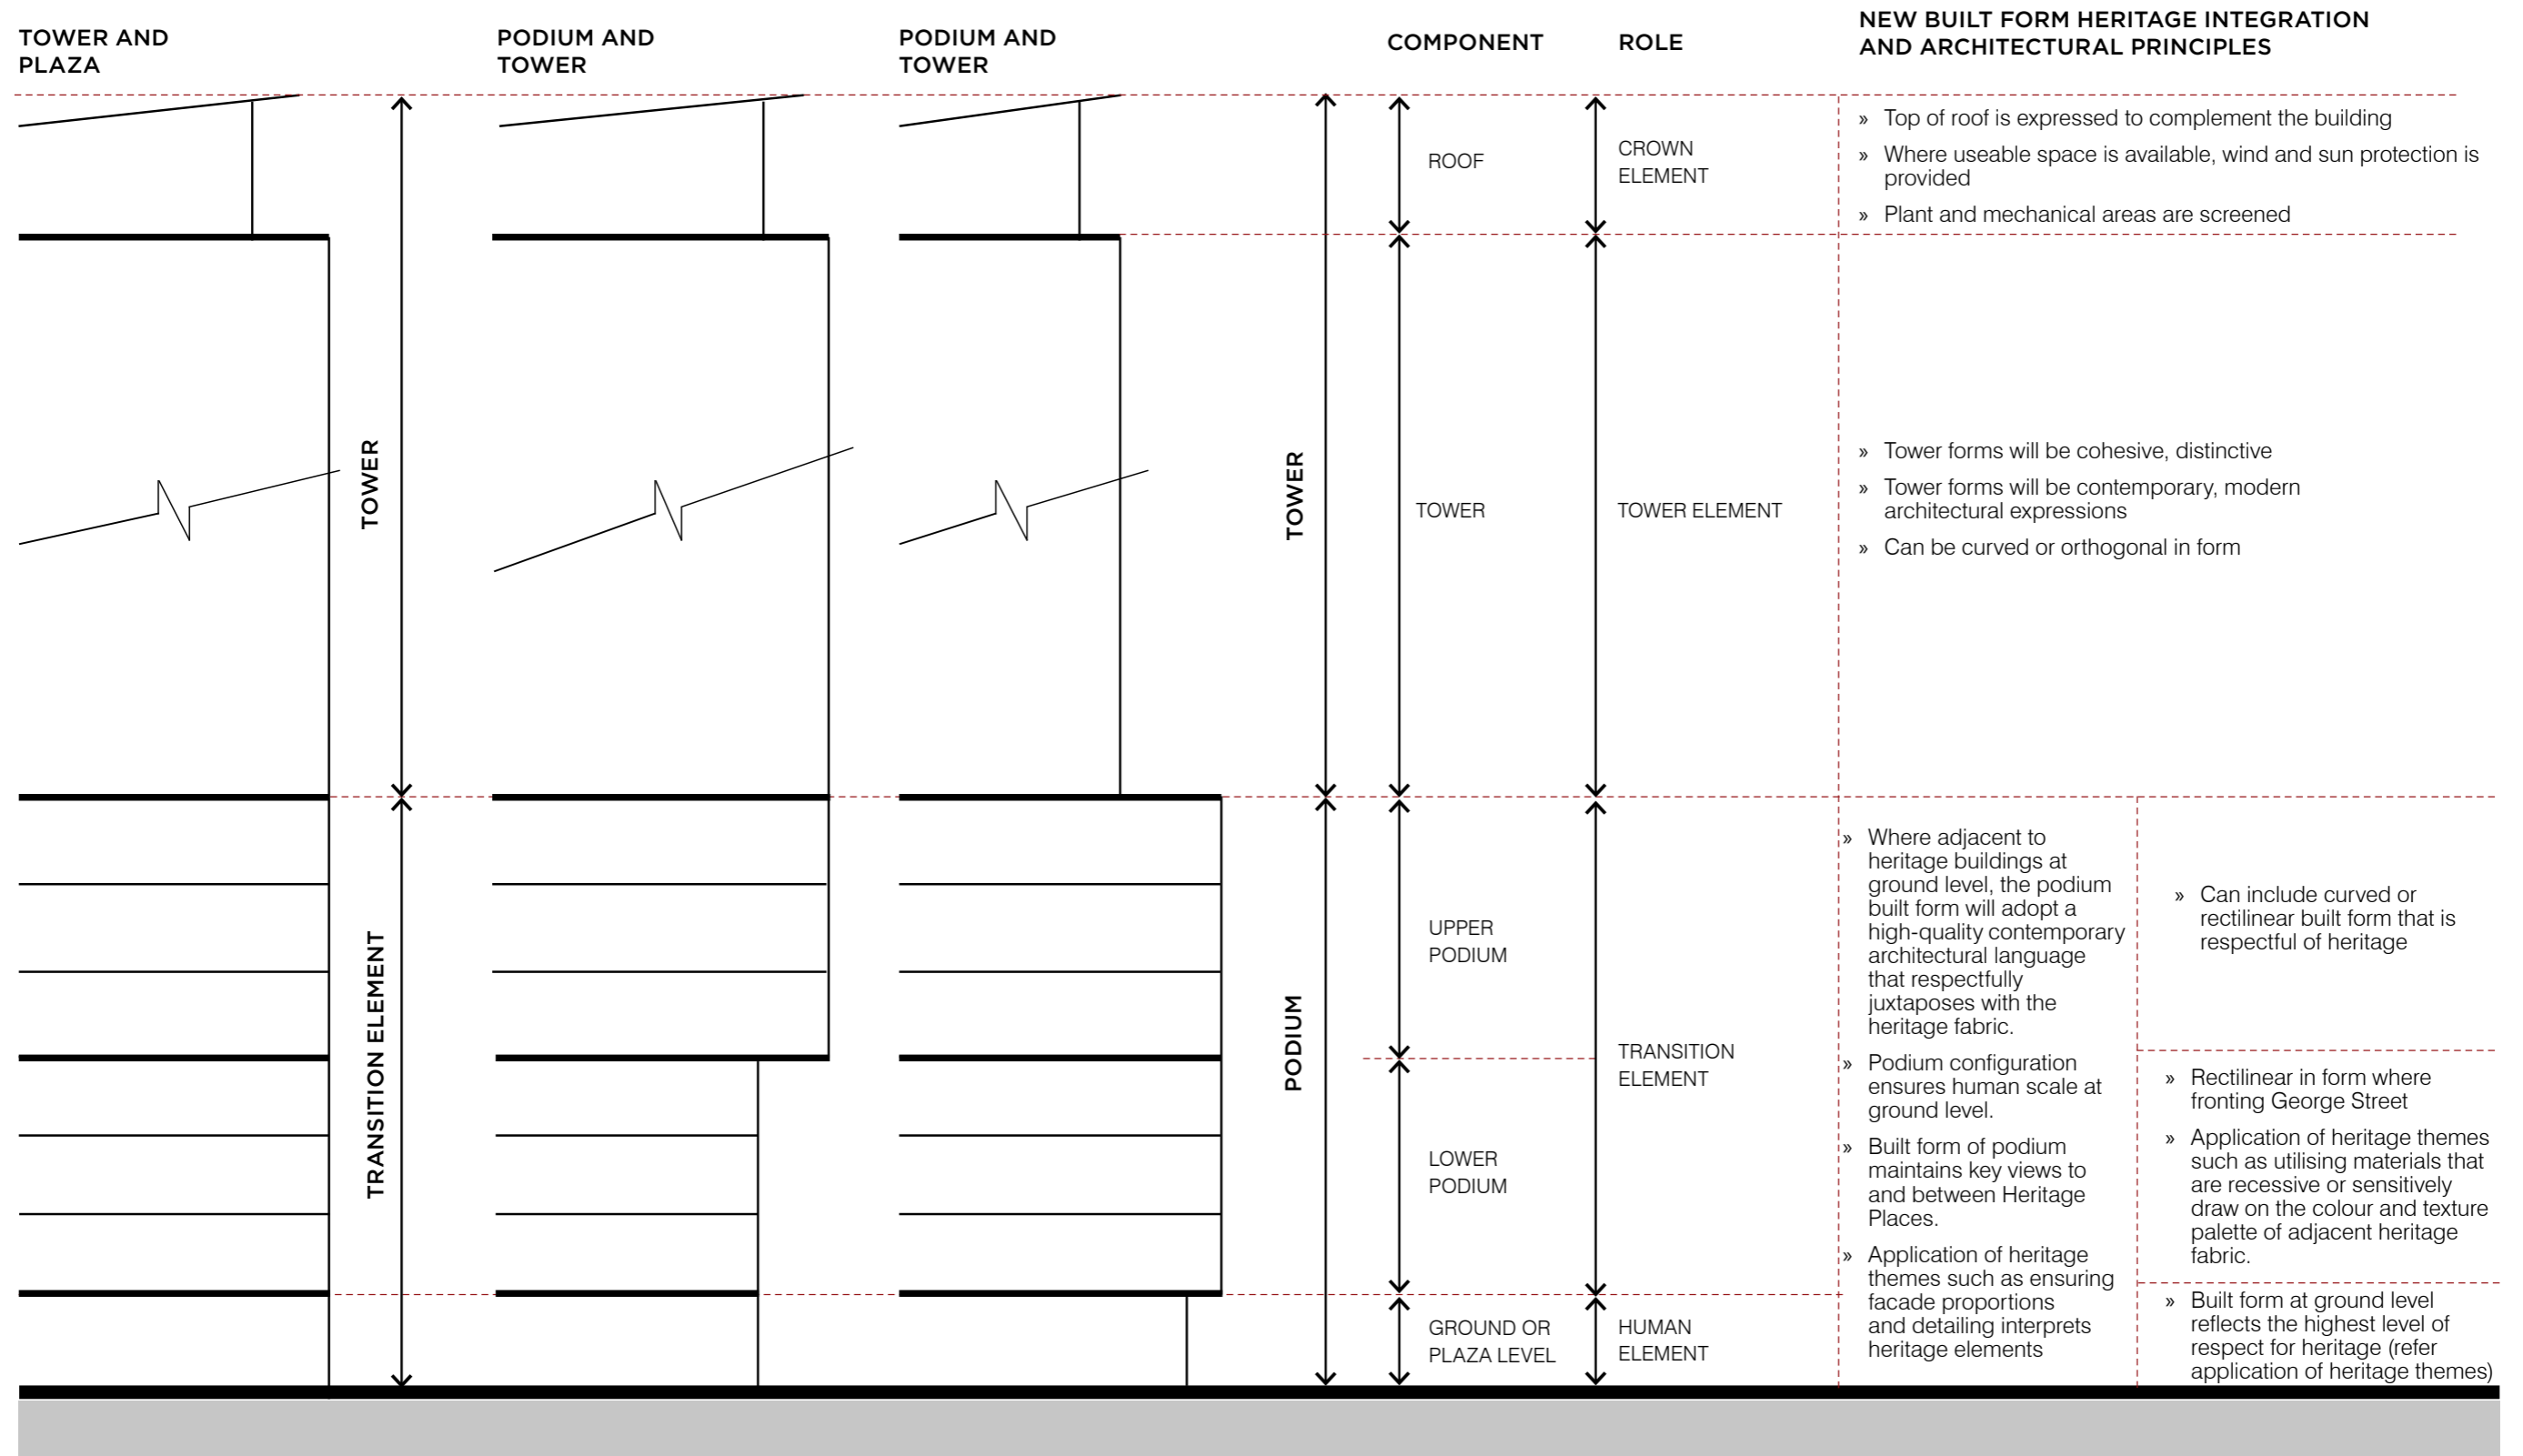 TOWER AND
PLAZA
PODIUM AND
TOWER
PODIUM AND
TOWER
COMPONENT
ROLE
NEW BUILT FORM HERITAGE INTEGRATION
AND ARCHITECTURAL PRINCIPLES
TOWER
TRANSITION ELEMENT
TOWER
PODIUM
ROOF
CROWN
ELEMENT
» Top of roof is expressed to complement the building
» Where useable space is available, wind and sun protection is
provided
» Plant and mechanical areas are screened
TOWER
TOWER ELEMENT
» Tower forms will be cohesive, distinctive
» Tower forms will be contemporary, modern
architectural expressions
» Can be curved or orthogonal in form
UPPER
PODIUM
LOWER
PODIUM
TRANSITION
ELEMENT
GROUND OR
PLAZA LEVEL
HUMAN
ELEMENT
» Where adjacent to
heritage buildings at
ground level, the podium
built form will adopt a
high-quality contemporary
architectural language
that respectfully
juxtaposes with the
heritage fabric.
» Podium configuration
ensures human scale at
ground level.
» Built form of podium
maintains key views to
and between Heritage
Places.
» Application of heritage
themes such as ensuring
facade proportions
and detailing interprets
heritage elements
» Can include curved or
rectilinear built form that is
respectful of heritage
» Rectilinear in form where
fronting George Street
» Application of heritage themes
such as utilising materials that
are recessive or sensitively
draw on the colour and texture
palette of adjacent heritage
fabric.
» Built form at ground level
reflects the highest level of
respect for heritage (refer
application of heritage themes)